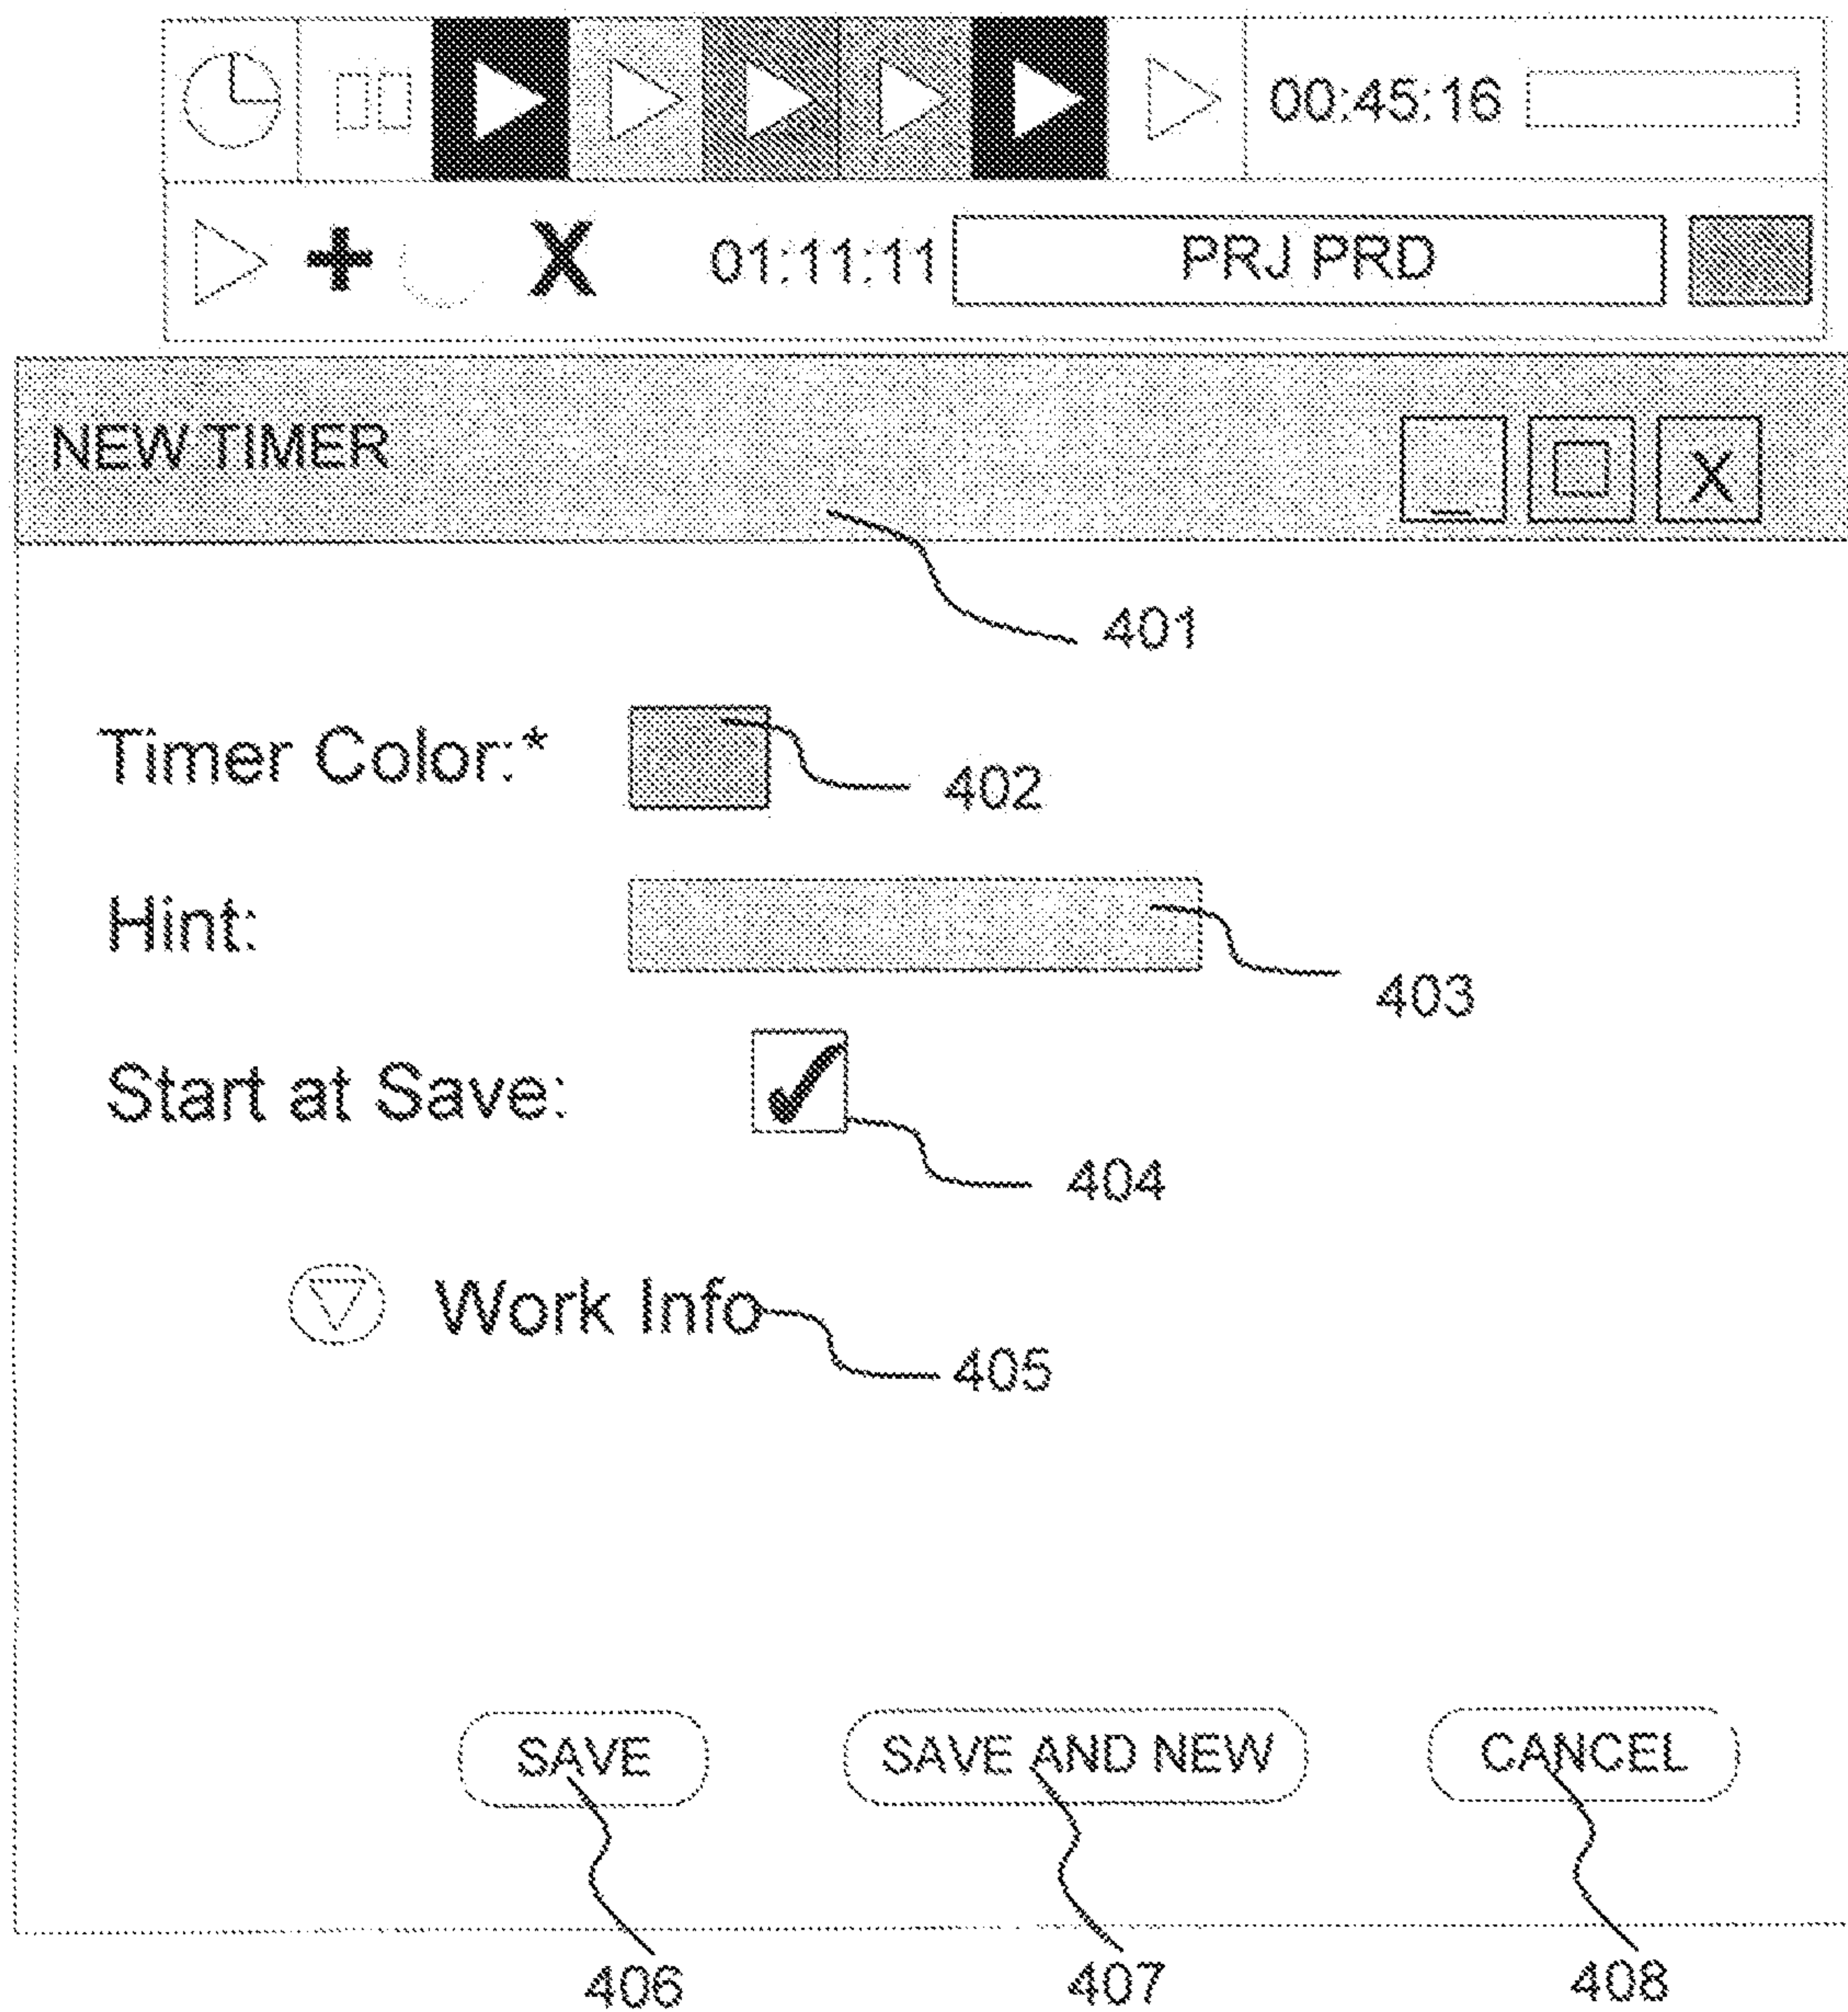 00:45:16
X 01:11:11 PRJ PRD
NEW TIMER X
401
Timer Color:*
402
Hint:
403
Start at Save:
404
Work Info
405
SAVE SAVE AND NEW CANCEL
406 407 408